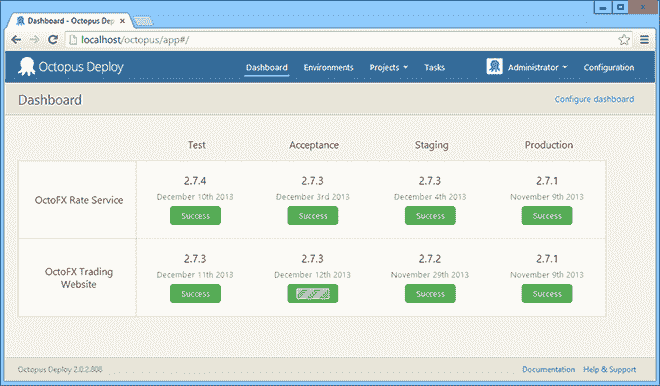 Dashboard - Octopus Dep
localhost/octopus/app#/
Octopus Deploy Dashboard Environments Projects Tasks Administrator Configuration
Dashboard Configure dashboard
Test Acceptance Staging Production
2.7.4 2.7.3 2.7.3 2.7.1
OctoFX Rate Service December 10th 2013 December 3rd 2013 December 4th 2013 November 9th 2013
Success Success Success Success
2.7.3 2.7.3 2.7.2 2.7.1
OctoFX Trading Website December 11th 2013 December 12th 2013 November 29th 2013 November 9th 2013
Success Success Success
Octopus Deploy 2.0.2.808 Documentation Help & Support